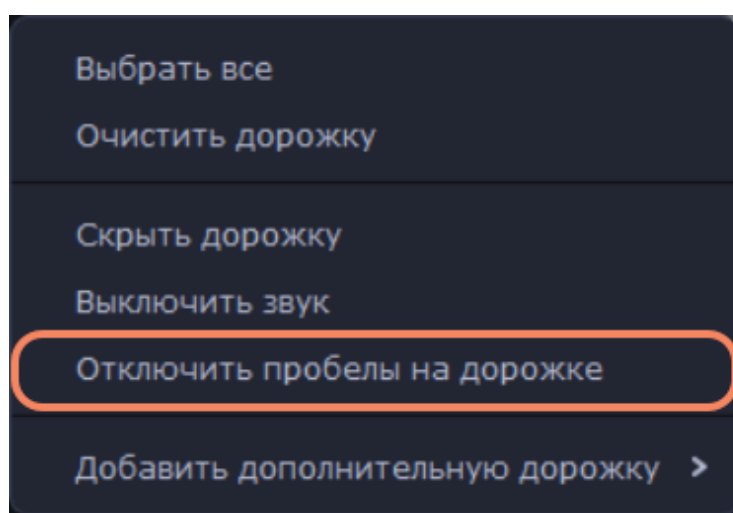 Выбрать все
Очистить дорожку
Скрыть дорожку
Выключить звук
Отключить пробелы на дорожке
Добавить дополнительную дорожку